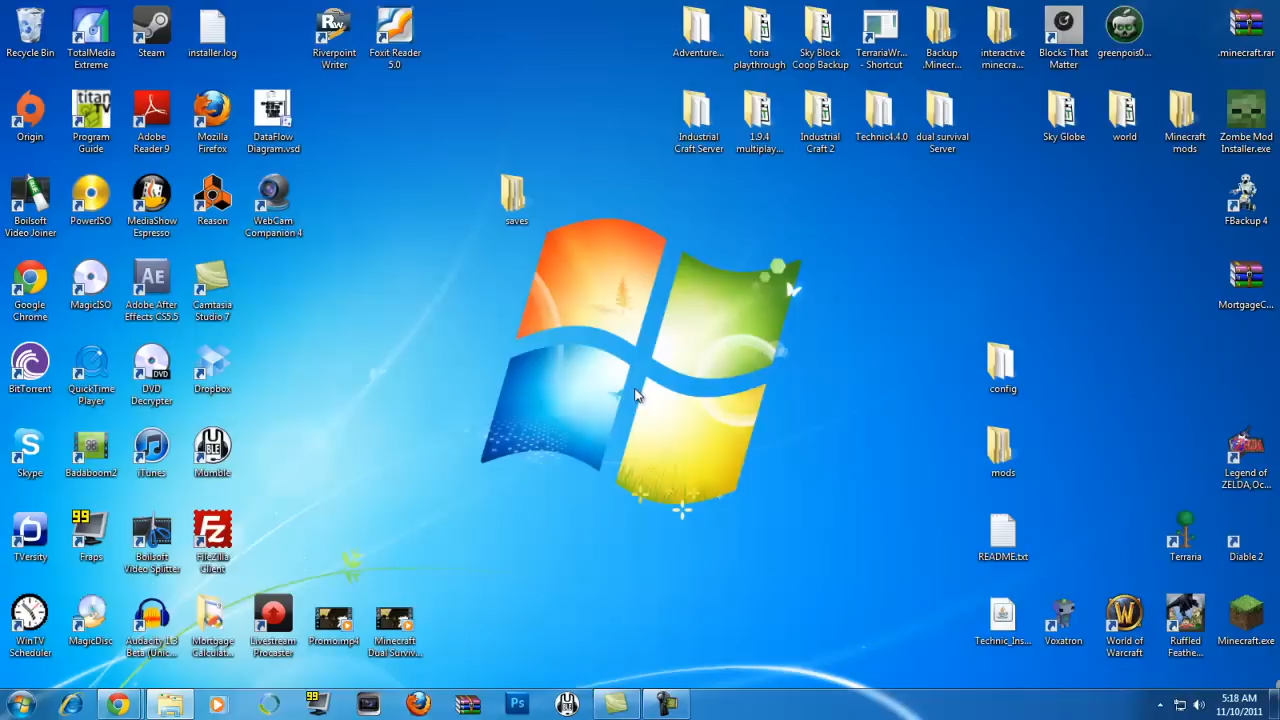 Recycle Bin
TotalMedia Extreme
Steam
installer.log
Riverpoint Writer
Foxit Reader 5.0
Adventure...
toria playthrough
Sky Block Coop Backup
TerrariaWr... - Shortcut
Backup .Minecr...
interactive minecra...
Blocks That Matter
greenpois0...
.minecraft.rar
Origin
Program Guide
Adobe Reader 9
Mozilla Firefox
DataFlow Diagram.vsd
Industrial Craft Server
1.9.4 multiplay...
Industrial Craft 2
Technic4.4.0
dual survival Server
Sky Globe
world
Minecraft mods
Zombe Mod Installer.exe
Boilsoft Video Joiner
PowerISO
MediaShow Espresso
Reason
WebCam Companion 4
saves
FBackup 4
Google Chrome
MagicISO
Adobe After Effects CS5.5
Camtasia Studio 7
MortgageC...
BitTorrent
QuickTime Player
DVD Decrypter
Dropbox
config
Skype
Badaboom2
iTunes
Mumble
mods
Legend of ZELDA,Oc...
TVersity
Fraps
Boilsoft Video Splitter
FileZilla Client
README.txt
Terraria
Diable 2
WinTV Scheduler
MagicDisc
Audacity 1.3 Beta (Unic...
Mortgage Calculat...
Livestream Procaster
Promo.mp4
Minecraft Dual Surviv...
Technic_Ins...
Voxatron
World of Warcraft
Ruffled Feathe...
Minecraft.exe
5:18 AM
11/10/2011